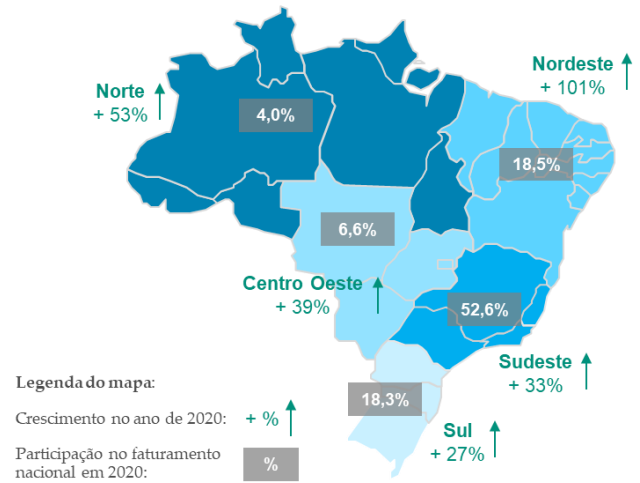 Nordeste
+ 101%
Norte
+ 53%
4,0%
18,5%
6,6%
Centro Oeste
+ 39%
52,6%
Sudeste
+ 33%
18,3%
Sul
+ 27%
Legenda do mapa:
Crescimento no ano de 2020: + %
Participação no faturamento
nacional em 2020: %